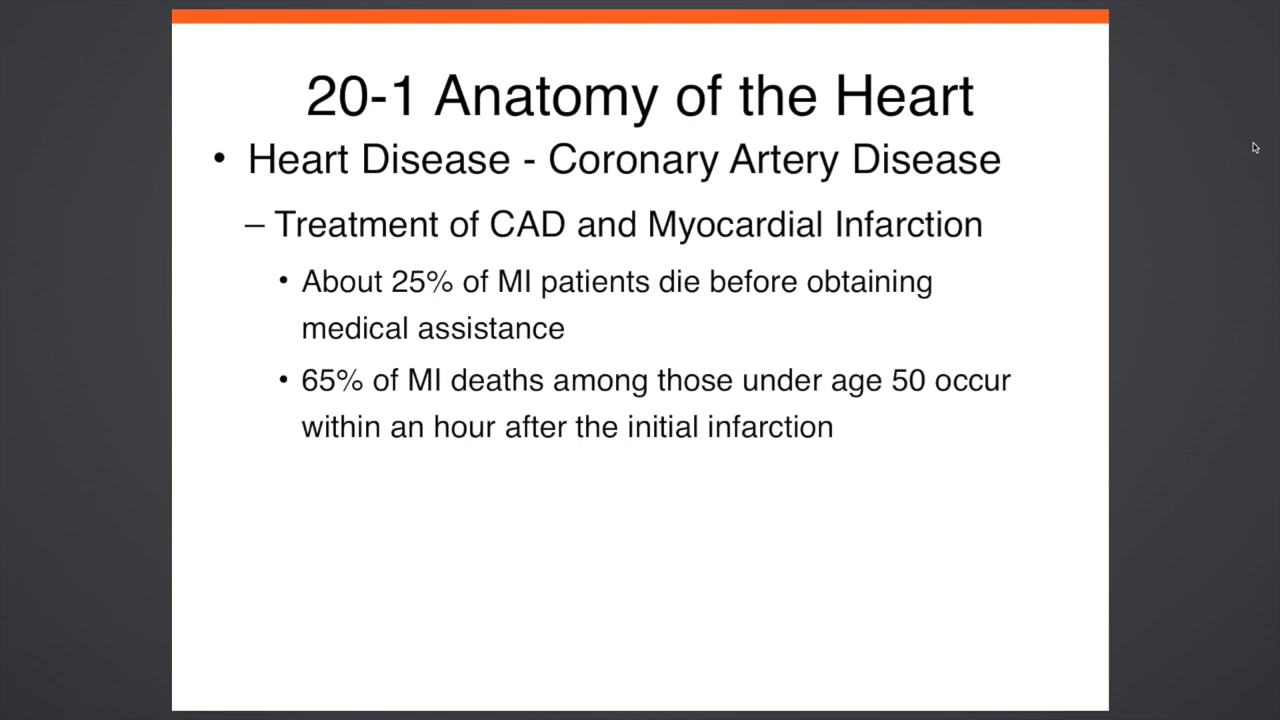 20-1 Anatomy of the Heart
• Heart Disease - Coronary Artery Disease
– Treatment of CAD and Myocardial Infarction
• About 25% of MI patients die before obtaining
medical assistance
• 65% of MI deaths among those under age 50 occur
within an hour after the initial infarction